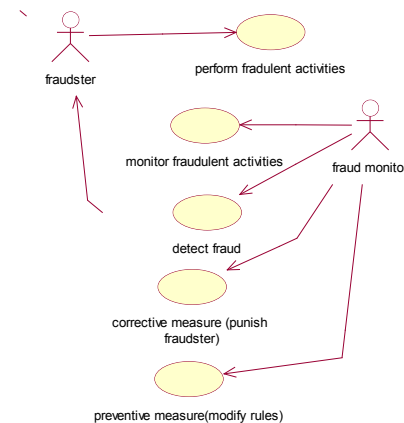 fraudster
perform fradulent activities
monitor fraudulent activities
fraud monito
detect fraud
corrective measure (punish
fraudster)
preventive measure(modify rules)